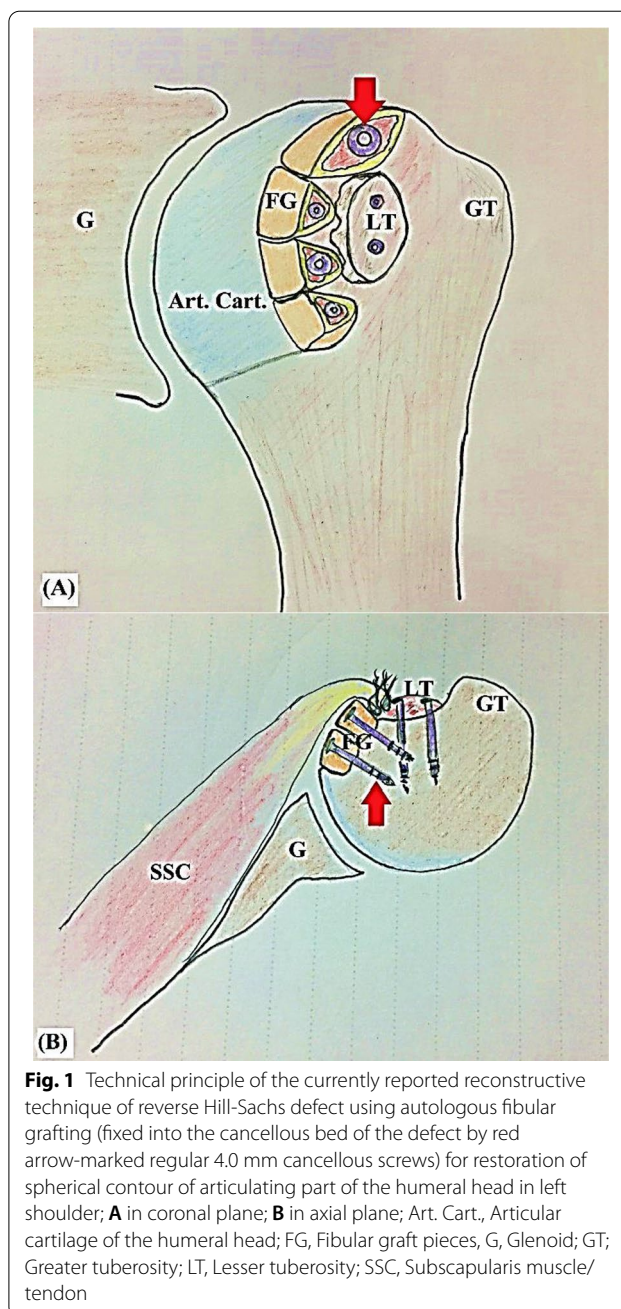 G
FG
LT
GT
Art. Cart.
(A)
LT
GT
FG
G
SSC
(B)
Fig. 1 Technical principle of the currently reported reconstructive
technique of reverse Hill-Sachs defect using autologous fibular
grafting (fixed into the cancellous bed of the defect by red
arrow-marked regular 4.0 mm cancellous screws) for restoration of
spherical contour of articulating part of the humeral head in left
shoulder; A in coronal plane; B in axial plane; Art. Cart., Articular
cartilage of the humeral head; FG, Fibular graft pieces, G, Glenoid; GT;
Greater tuberosity; LT, Lesser tuberosity; SSC, Subscapularis muscle/
tendon